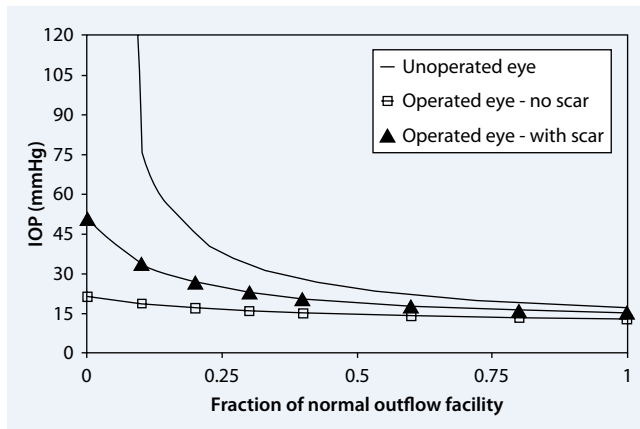 120
105
90
75
60
45
30
15
0
IOP (mmHg)
Unoperated eye
Operated eye - no scar
Operated eye - with scar
0 0.25 0.5 0.75 1
Fraction of normal outflow facility